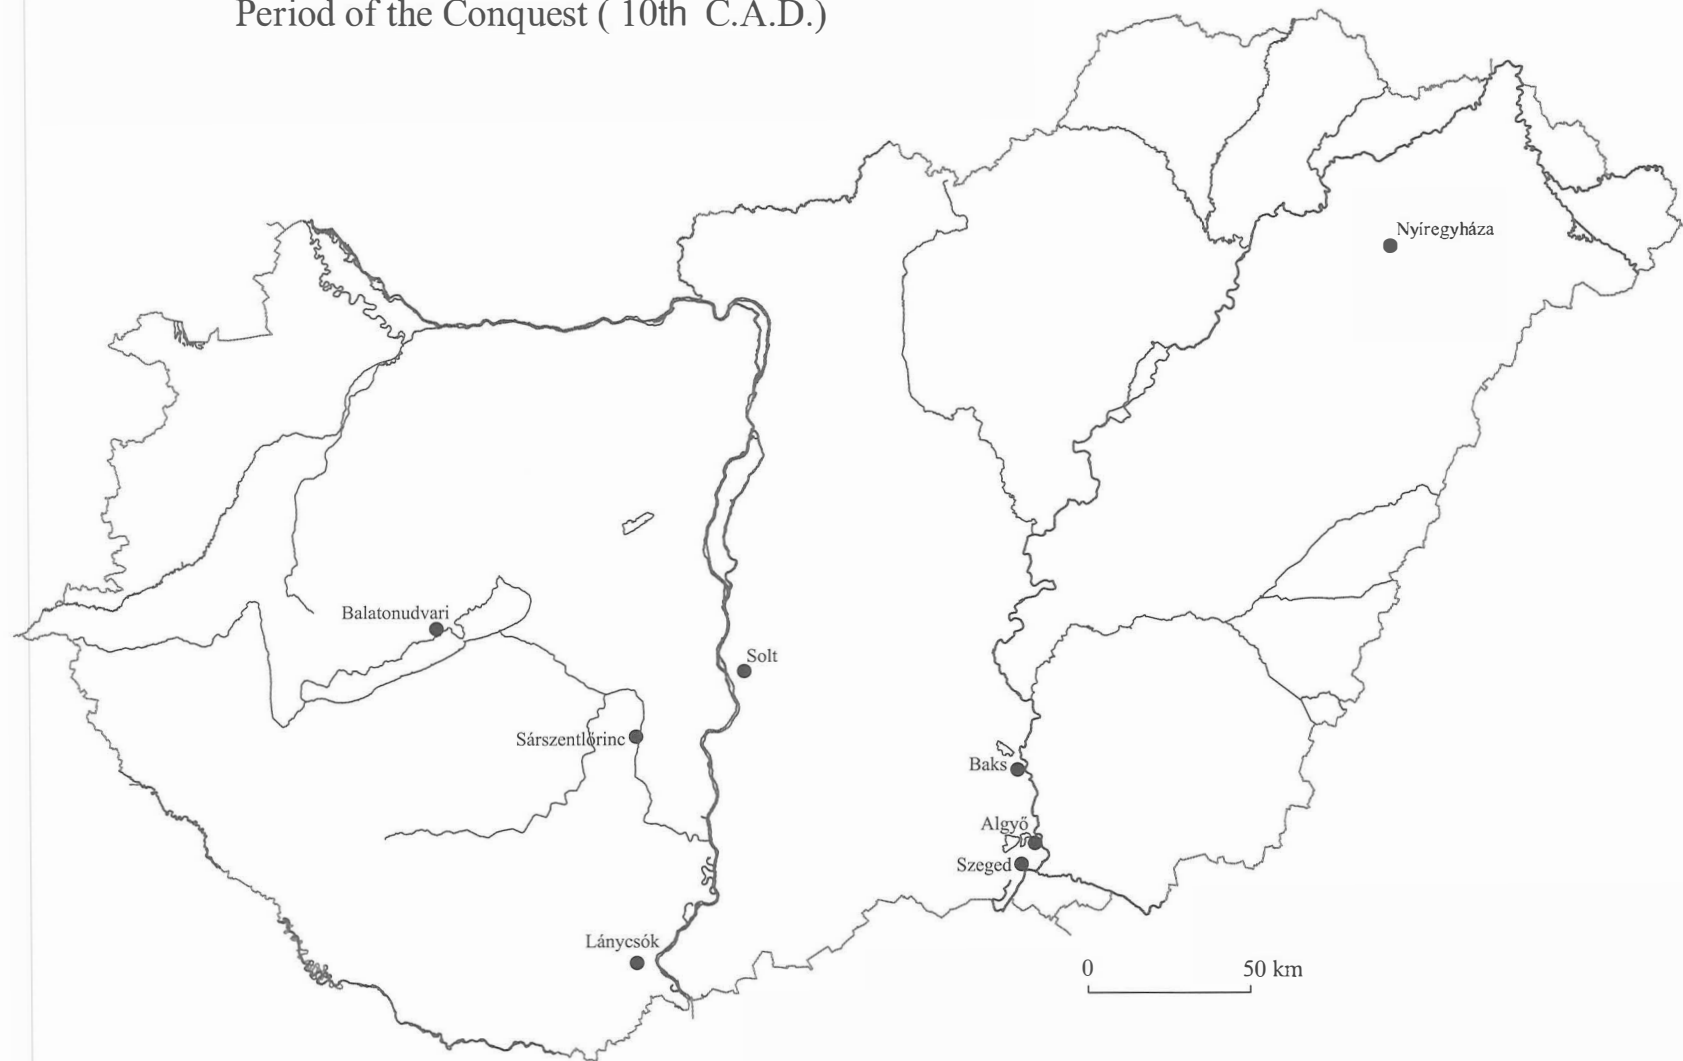 Period of the Conquest ( 10th C.A.D.)
Nyíregyháza
Balatonudvari
Solt
Sárszentlőrinc
Baks
Algyő
Szeged
Lánycsók
0 50 km